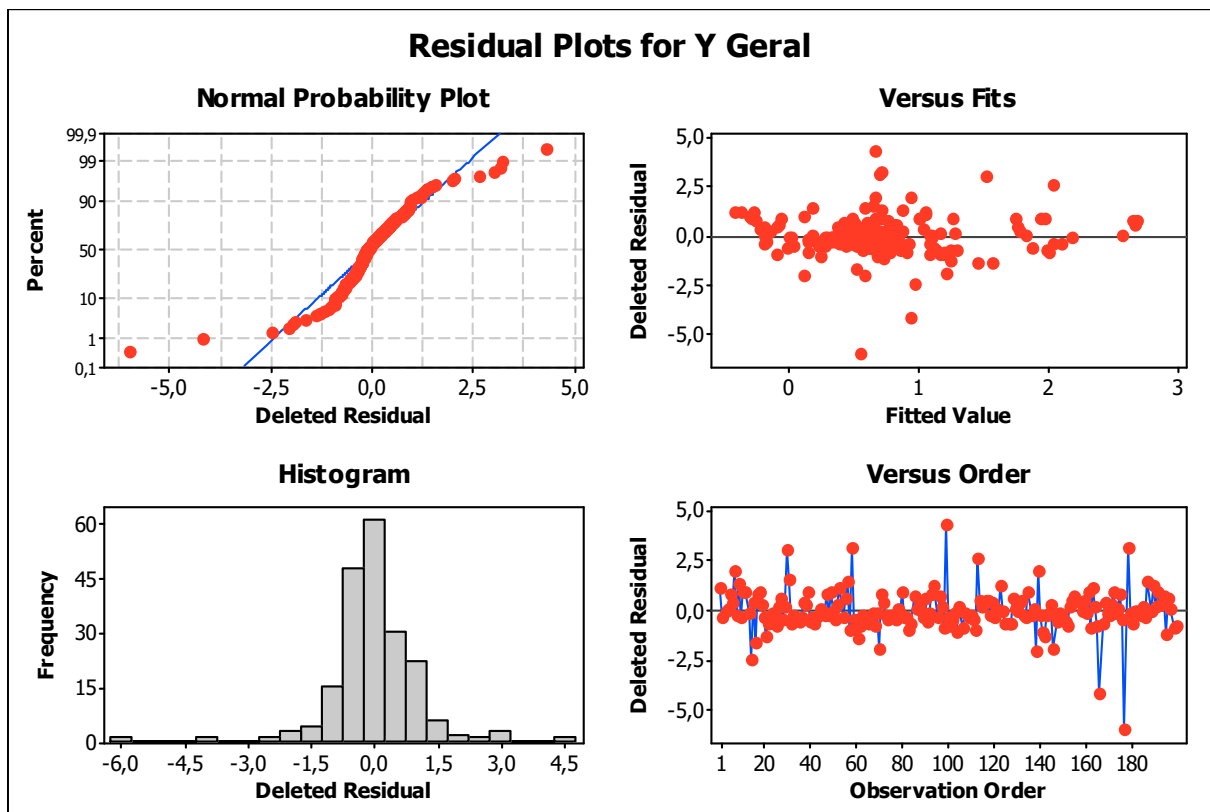 Residual Plots for Y Geral
Normal Probability Plot
99,9
99
90
50
10
1
0,1
Percent
-5,0 -2,5 0,0 2,5 5,0
Deleted Residual
Versus Fits
5,0
2,5
0,0
-2,5
-5,0
Deleted Residual
0 1 2 3
Fitted Value
Histogram
60
45
30
15
0
Frequency
-6,0 -4,5 -3,0 -1,5 0,0 1,5 3,0 4,5
Deleted Residual
Versus Order
5,0
2,5
0,0
-2,5
-5,0
Deleted Residual
1 20 40 60 80 100 120 140 160 180
Observation Order